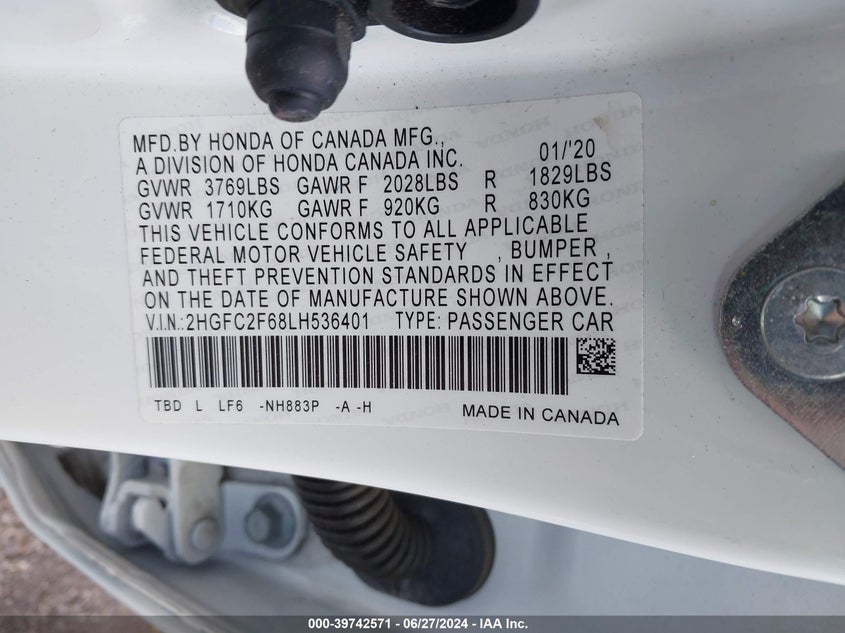 MFD.BY HONDA OF CANADA MFG.,
A DIVISION OF HONDA CANADA INC. 01/'20
GVWR 3769LBS GAWR F 2028LBS R 1829LBS
GVWR 1710KG GAWR F 920KG R 830KG
THIS VEHICLE CONFORMS TO ALL APPLICABLE
FEDERAL MOTOR VEHICLE SAFETY , BUMPER ,
AND THEFT PREVENTION STANDARDS IN EFFECT
ON THE DATE OF MANUFACTURE SHOWN ABOVE.
V.I.N.:2HGFC2F68LH536401 TYPE: PASSENGER CAR
TBD L LF6 -NH883P -A -H MADE IN CANADA
000-39742571 / 06/27/2024 - IAA Inc.